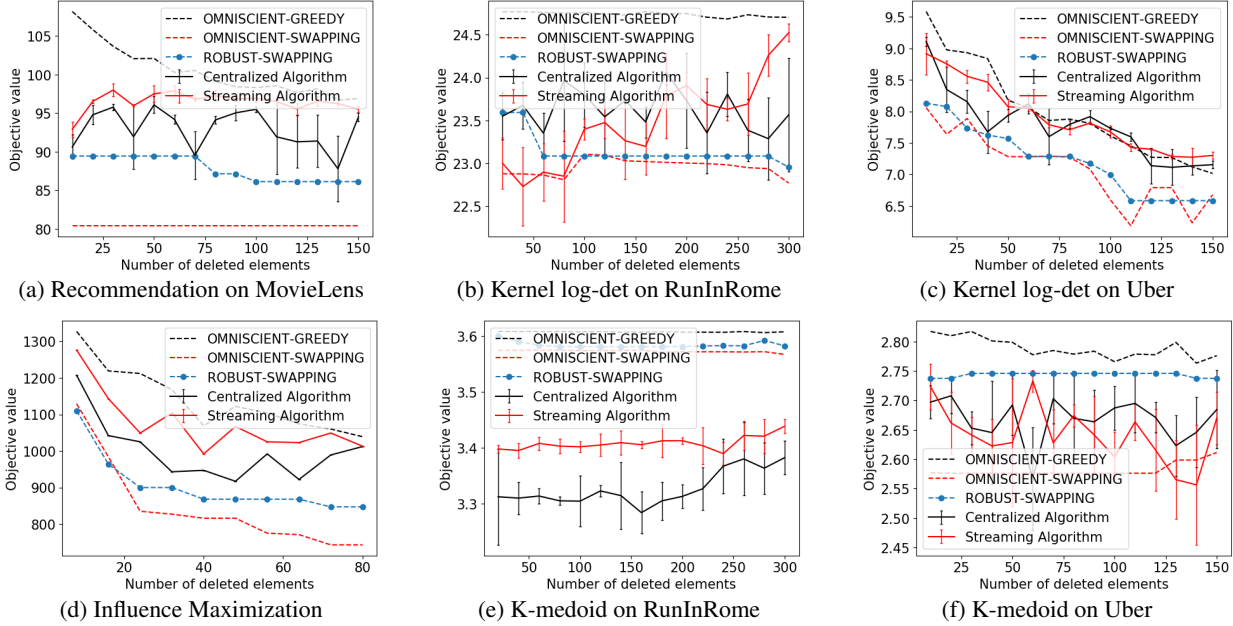 105
100
95
90
85
80
Objective value
OMNISCIENT-GREEDY
OMNISCIENT-SWAPPING
ROBUST-SWAPPING
Centralized Algorithm
Streaming Algorithm
25 50 75 100 125 150
Number of deleted elements
(a) Recommendation on MovieLens
24.5
24.0
23.5
23.0
22.5
Objective value
OMNISCIENT-GREEDY
OMNISCIENT-SWAPPING
ROBUST-SWAPPING
Centralized Algorithm
Streaming Algorithm
50 100 150 200 250 300
Number of deleted elements
(b) Kernel log-det on RunInRome
9.5
9.0
8.5
8.0
7.5
7.0
6.5
Objective value
OMNISCIENT-GREEDY
OMNISCIENT-SWAPPING
ROBUST-SWAPPING
Centralized Algorithm
Streaming Algorithm
25 50 75 100 125 150
Number of deleted elements
(c) Kernel log-det on Uber
1300
1200
1100
1000
900
800
Objective value
OMNISCIENT-GREEDY
OMNISCIENT-SWAPPING
ROBUST-SWAPPING
Centralized Algorithm
Streaming Algorithm
20 40 60 80
Number of deleted elements
(d) Influence Maximization
3.6
3.5
3.4
3.3
Objective value
OMNISCIENT-GREEDY
OMNISCIENT-SWAPPING
ROBUST-SWAPPING
Centralized Algorithm
Streaming Algorithm
50 100 150 200 250 300
Number of deleted elements
(e) K-medoid on RunInRome
2.80
2.75
2.70
2.65
2.60
2.55
2.50
2.45
Objective value
OMNISCIENT-GREEDY
OMNISCIENT-SWAPPING
ROBUST-SWAPPING
Centralized Algorithm
Streaming Algorithm
25 50 75 100 125 150
Number of deleted elements
(f) K-medoid on Uber